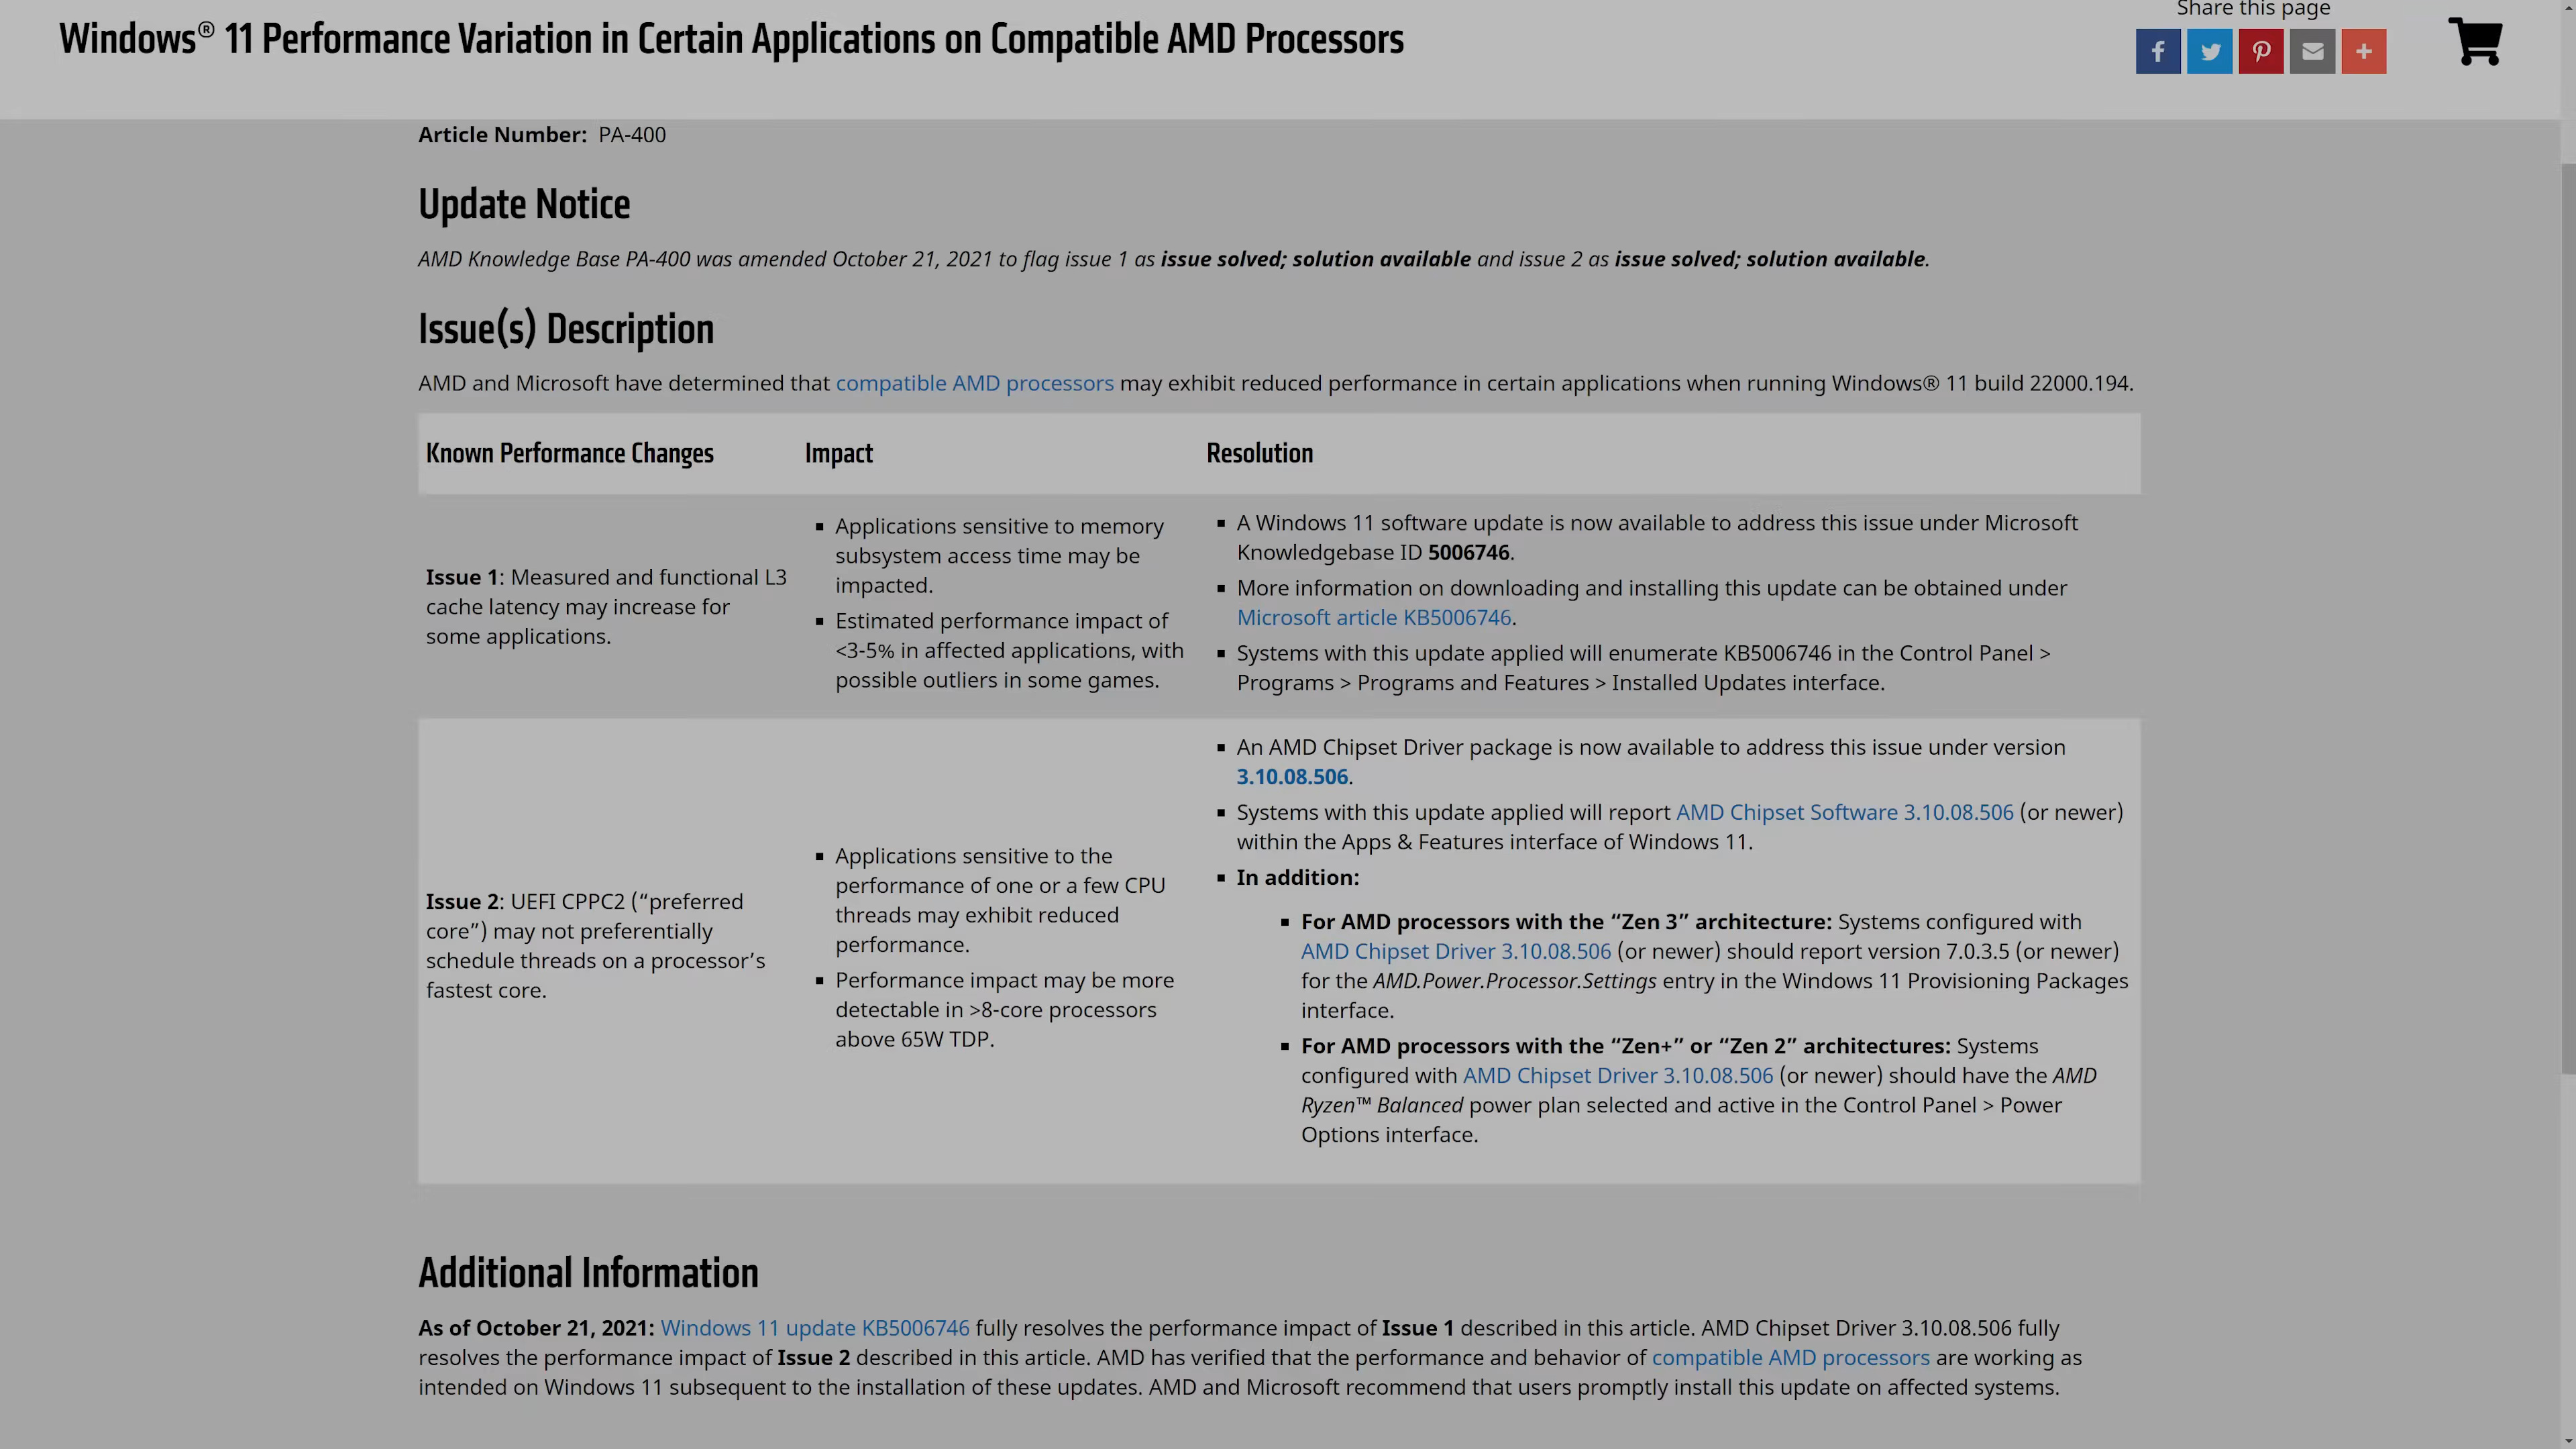 Share this page
Windows® 11 Performance Variation in Certain Applications on Compatible AMD Processors
Article Number: PA-400
Update Notice
AMD Knowledge Base PA-400 was amended October 21, 2021 to flag issue 1 as issue solved; solution available and issue 2 as issue solved; solution available.
Issue(s) Description
AMD and Microsoft have determined that compatible AMD processors may exhibit reduced performance in certain applications when running Windows® 11 build 22000.194.
Known Performance Changes
Impact
Resolution
Issue 1: Measured and functional L3
cache latency may increase for
some applications.
▪ Applications sensitive to memory
subsystem access time may be
impacted.
▪ Estimated performance impact of
<3-5% in affected applications, with
possible outliers in some games.
▪ A Windows 11 software update is now available to address this issue under Microsoft
Knowledgebase ID 5006746.
▪ More information on downloading and installing this update can be obtained under
Microsoft article KB5006746.
▪ Systems with this update applied will enumerate KB5006746 in the Control Panel >
Programs > Programs and Features > Installed Updates interface.
Issue 2: UEFI CPPC2 (“preferred
core”) may not preferentially
schedule threads on a processor’s
fastest core.
▪ Applications sensitive to the
performance of one or a few CPU
threads may exhibit reduced
performance.
▪ Performance impact may be more
detectable in >8-core processors
above 65W TDP.
▪ An AMD Chipset Driver package is now available to address this issue under version
3.10.08.506.
▪ Systems with this update applied will report AMD Chipset Software 3.10.08.506 (or newer)
within the Apps & Features interface of Windows 11.
▪ In addition:
▪ For AMD processors with the “Zen 3” architecture: Systems configured with
AMD Chipset Driver 3.10.08.506 (or newer) should report version 7.0.3.5 (or newer)
for the AMD.Power.Processor.Settings entry in the Windows 11 Provisioning Packages
interface.
▪ For AMD processors with the “Zen+” or “Zen 2” architectures: Systems
configured with AMD Chipset Driver 3.10.08.506 (or newer) should have the AMD
Ryzen™ Balanced power plan selected and active in the Control Panel > Power
Options interface.
Additional Information
As of October 21, 2021: Windows 11 update KB5006746 fully resolves the performance impact of Issue 1 described in this article. AMD Chipset Driver 3.10.08.506 fully
resolves the performance impact of Issue 2 described in this article. AMD has verified that the performance and behavior of compatible AMD processors are working as
intended on Windows 11 subsequent to the installation of these updates. AMD and Microsoft recommend that users promptly install this update on affected systems.